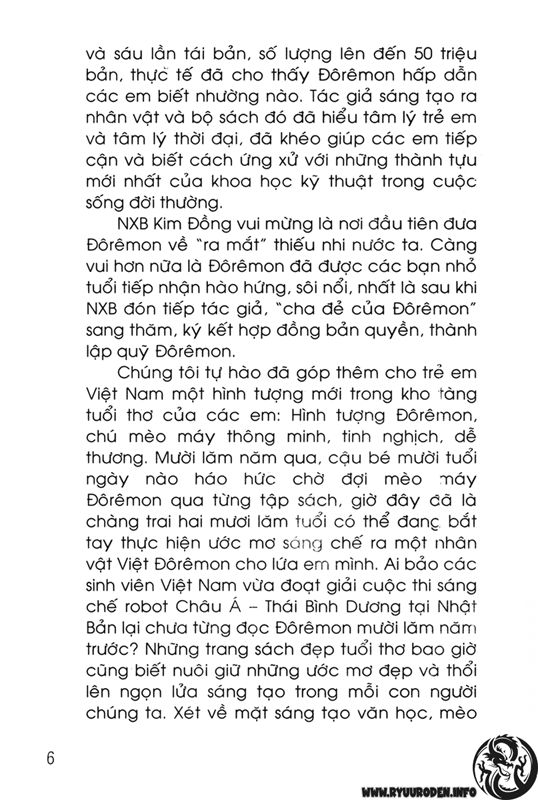 và sáu lần tái bản, số lượng lên đến 50 triệu
bản, thực tế đã cho thấy Đôrêmon hấp dẫn
các em biết nhường nào. Tác giả sáng tạo ra
nhân vật và bộ sách đó đã hiểu tâm lý trẻ em
và tâm lý thời đại, đã khéo giúp các em tiếp
cận và biết cách ứng xử với những thành tựu
mới nhất của khoa học kỹ thuật trong cuộc
sống đời thường.
NXB Kim Đồng vui mừng là nơi đầu tiên đưa
Đôrêmon về "ra mắt" thiếu nhi nước ta. Càng
vui hơn nữa là Đôrêmon đã được các bạn nhỏ
tuổi tiếp nhận hào hứng, sôi nổi, nhất là sau khi
NXB đón tiếp tác giả, "cha đẻ của Đôrêmon"
sang thăm, ký kết hợp đồng bản quyền, thành
lập quỹ Đôrêmon.
Chúng tôi tự hào đã góp thêm cho trẻ em
Việt Nam một hình tượng mới trong kho tàng
tuổi thơ của các em: Hình tượng Đôrêmon,
chú mèo máy thông minh, tinh nghịch, dễ
thương. Mười lăm năm qua, cậu bé mười tuổi
ngày nào háo hức chờ đợi mèo máy
Đôrêmon qua từng tập sách, giờ đây đã là
chàng trai hai mươi lăm tuổi có thể đang bắt
tay thực hiện ước mơ sáng chế ra một nhân
vật Việt Đôrêmon cho lứa em mình. Ai bảo các
sinh viên Việt Nam vừa đoạt giải cuộc thi sáng
chế robot Châu Á – Thái Bình Dương tại Nhật
Bản lại chưa từng đọc Đôrêmon mười lăm năm
trước? Những trang sách đẹp tuổi thơ bao giờ
cũng biết nuôi giữ những ước mơ đẹp và thổi
lên ngọn lửa sáng tạo trong mỗi con người
chúng ta. Xét về mặt sáng tạo văn học, mèo
6
WWW.RYUURODEN.INFO